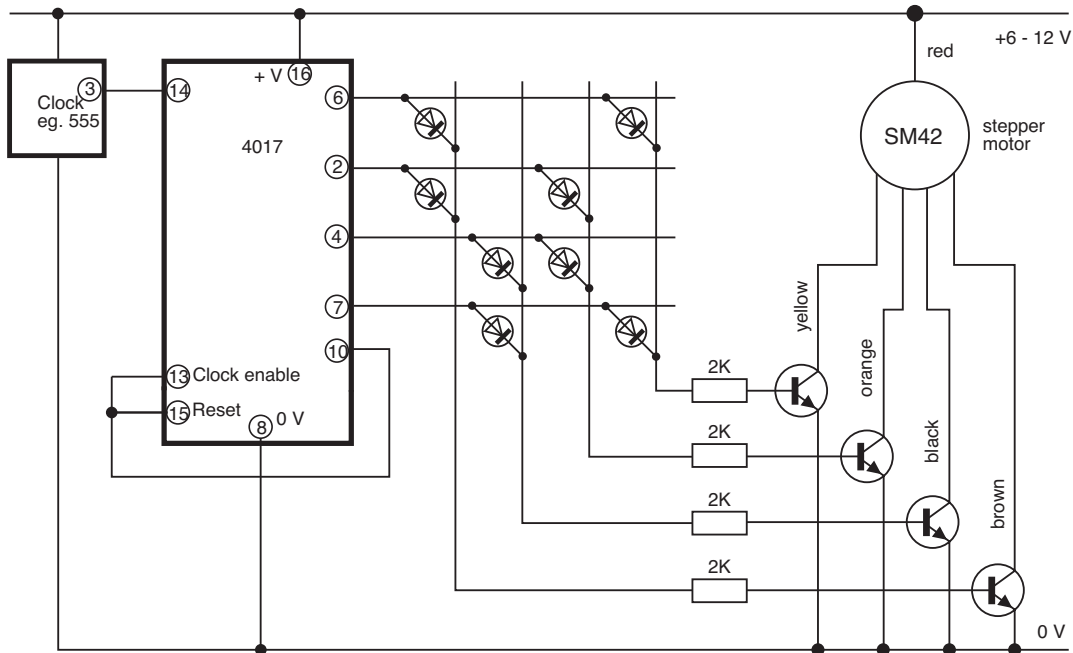 +6 - 12 V
red
3
Clock
eg. 555
14
+ V 16
4017
6
2
4
7
10
13 Clock enable
15 Reset
8 0 V
SM42
stepper
motor
yellow
orange
black
brown
2K
2K
2K
2K
0 V